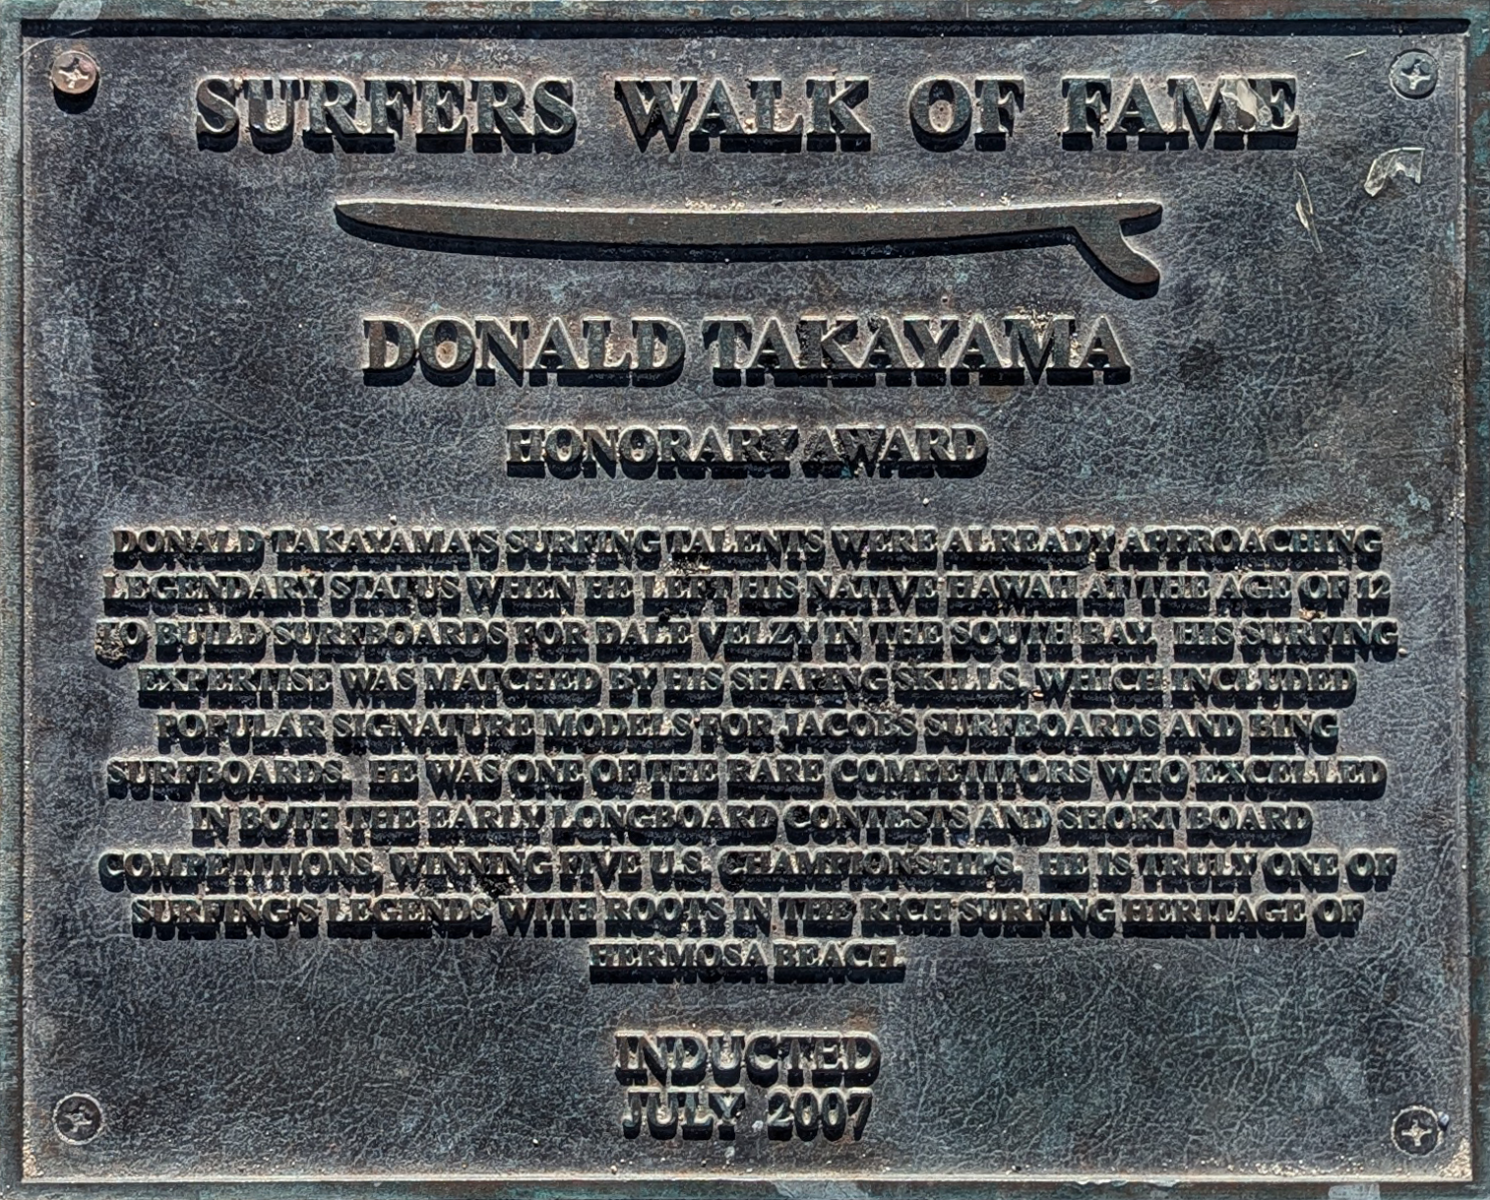 SURFERS WALK OF FAME
DONALD TAKAYAMA
HONORARY AWARD
DONALD TAKAYAMA'S SURFING TALENTS WERE ALREADY APPROACHING
LEGENDARY STATUS WHEN HE LEFT HIS NATIVE HAWAII AT THE AGE OF 12
TO BUILD SURFBOARDS FOR DALE VELZY IN THE SOUTH BAY. HIS SURFING
EXPERTISE WAS MATCHED BY HIS SHAPING SKILLS, WHICH INCLUDED
POPULAR SIGNATURE MODELS FOR JACOBS SURFBOARDS AND BING
SURFBOARDS. HE WAS ONE OF THE RARE COMPETITORS WHO EXCELLED
IN BOTH THE EARLY LONGBOARD CONTESTS AND SHORT BOARD
COMPETITIONS, WINNING FIVE U.S. CHAMPIONSHIPS. HE IS TRULY ONE OF
SURFING'S LEGENDS WITH ROOTS IN THE RICH SURFING HERITAGE OF
HERMOSA BEACH.
INDUCTED
JULY 2007